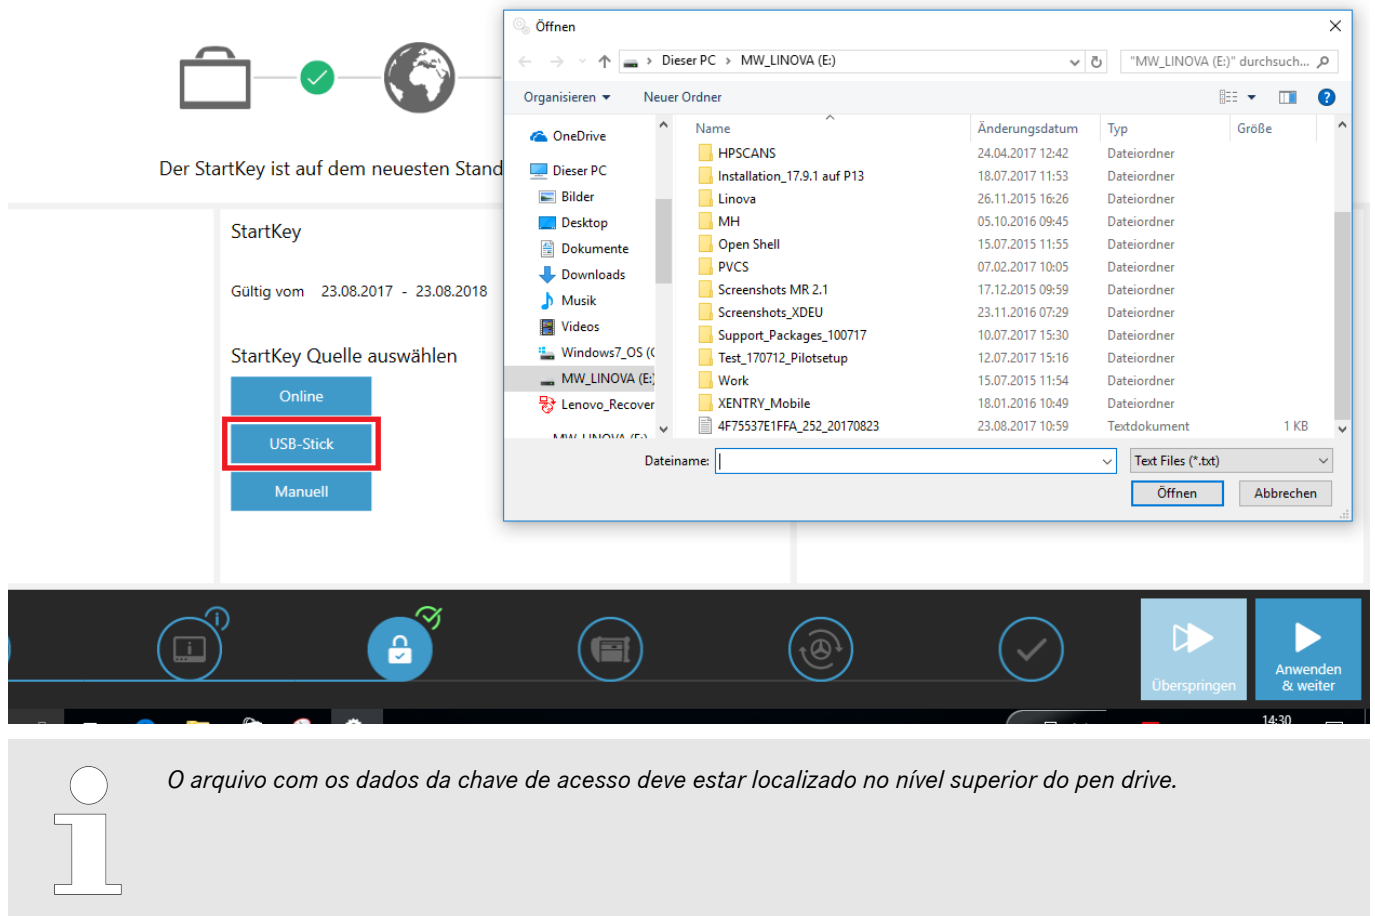 Öffnen
Dieser PC > MW_LINOVA (E:)
"MW_LINOVA (E:)" durchsuch...
Organisieren
Neuer Ordner
Der StartKey ist auf dem neuesten Stand
StartKey
Gültig vom 23.08.2017 - 23.08.2018
StartKey Quelle auswählen
Online
USB-Stick
Manuell
OneDrive
Dieser PC
Bilder
Desktop
Dokumente
Downloads
Musik
Videos
Windows7_OS (
MW_LINOVA (E:
Lenovo_Recover
MW_LINOVA (E:)
Name Änderungsdatum Typ Größe
HPSCANS 24.04.2017 12:42 Dateiordner
Installation_17.9.1 auf P13 18.07.2017 11:53 Dateiordner
Linova 26.11.2015 16:26 Dateiordner
MH 05.10.2016 09:45 Dateiordner
Open Shell 15.07.2015 11:55 Dateiordner
PVCS 07.02.2017 10:05 Dateiordner
Screenshots MR 2.1 17.12.2015 09:59 Dateiordner
Screenshots_XDEU 23.11.2016 07:29 Dateiordner
Support_Packages_100717 10.07.2017 15:30 Dateiordner
Test_170712_Pilotsetup 12.07.2017 15:16 Dateiordner
Work 15.07.2015 11:54 Dateiordner
XENTRY_Mobile 18.01.2016 10:49 Dateiordner
4F75537E1FFA_252_20170823 23.08.2017 10:59 Textdokument 1 KB
Dateiname:
Text Files (*.txt)
Öffnen
Abbrechen
Überspringen
Anwenden
& weiter
14:30
O arquivo com os dados da chave de acesso deve estar localizado no nível superior do pen drive.